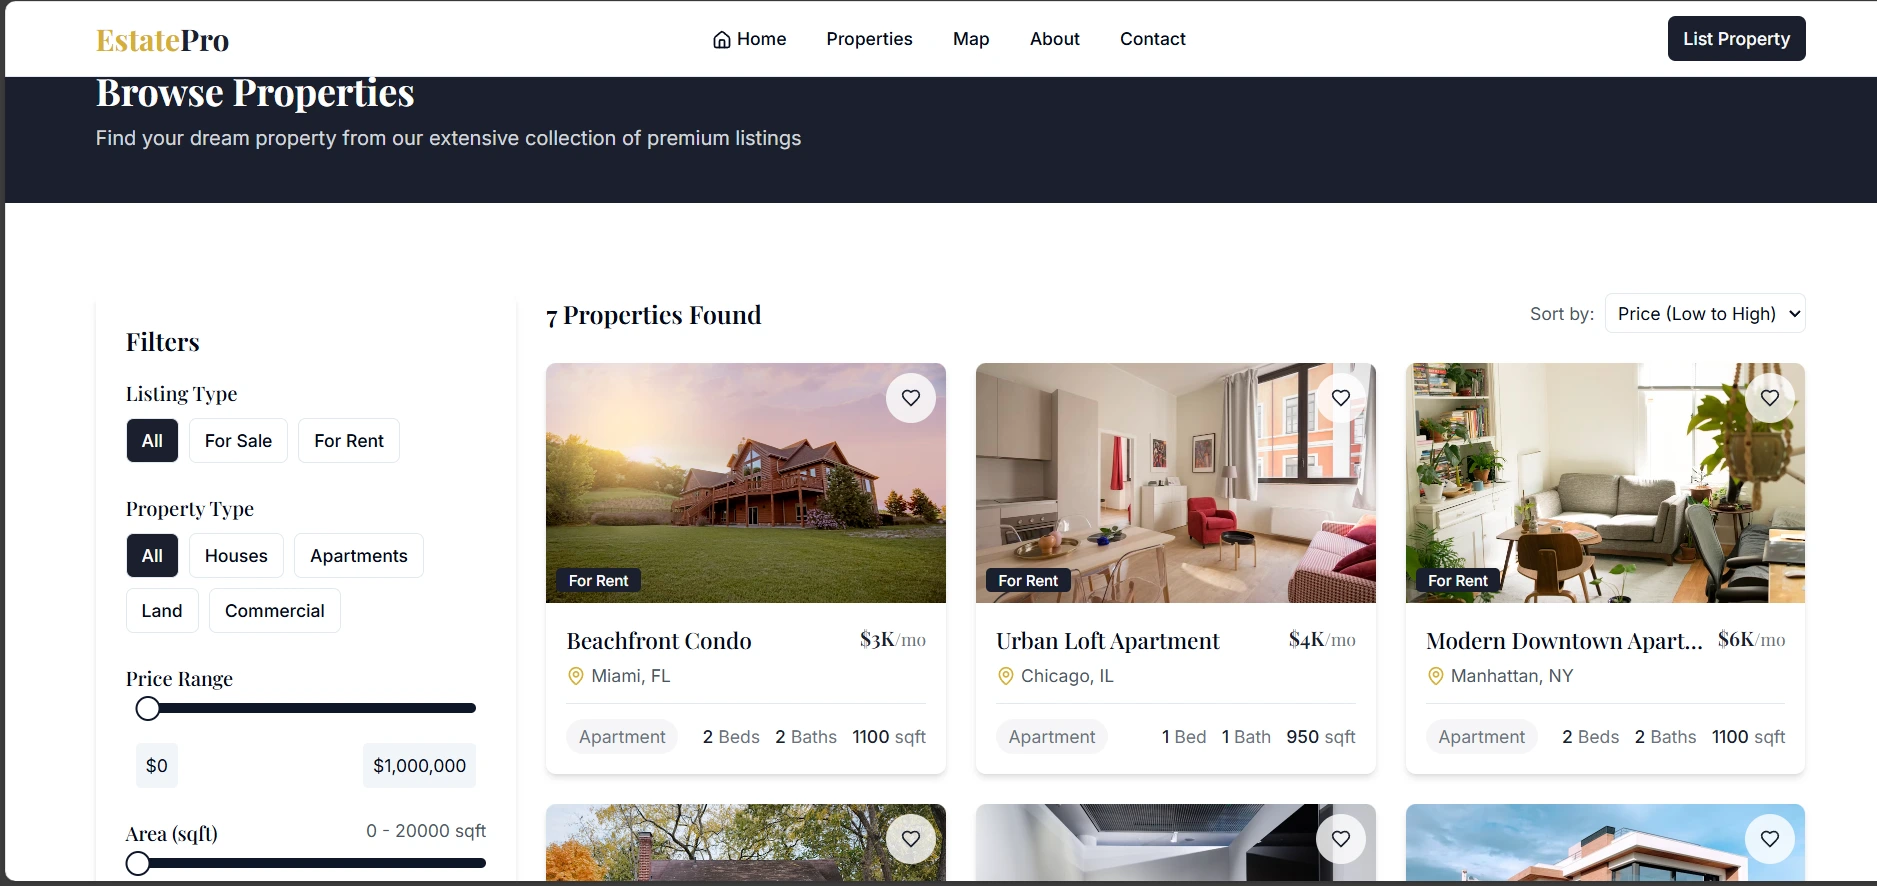 EstatePro
Home Properties Map About Contact
List Property
Browse Properties
Find your dream property from our extensive collection of premium listings
Filters
Listing Type
All For Sale For Rent
Property Type
All Houses Apartments
Land Commercial
Price Range
$0 $1,000,000
Area (sqft) 0 - 20000 sqft
7 Properties Found
Sort by: Price (Low to High)
For Rent
Beachfront Condo $3K/mo
Miami, FL
Apartment 2 Beds 2 Baths 1100 sqft
For Rent
Urban Loft Apartment $4K/mo
Chicago, IL
Apartment 1 Bed 1 Bath 950 sqft
For Rent
Modern Downtown Apart... $6K/mo
Manhattan, NY
Apartment 2 Beds 2 Baths 1100 sqft